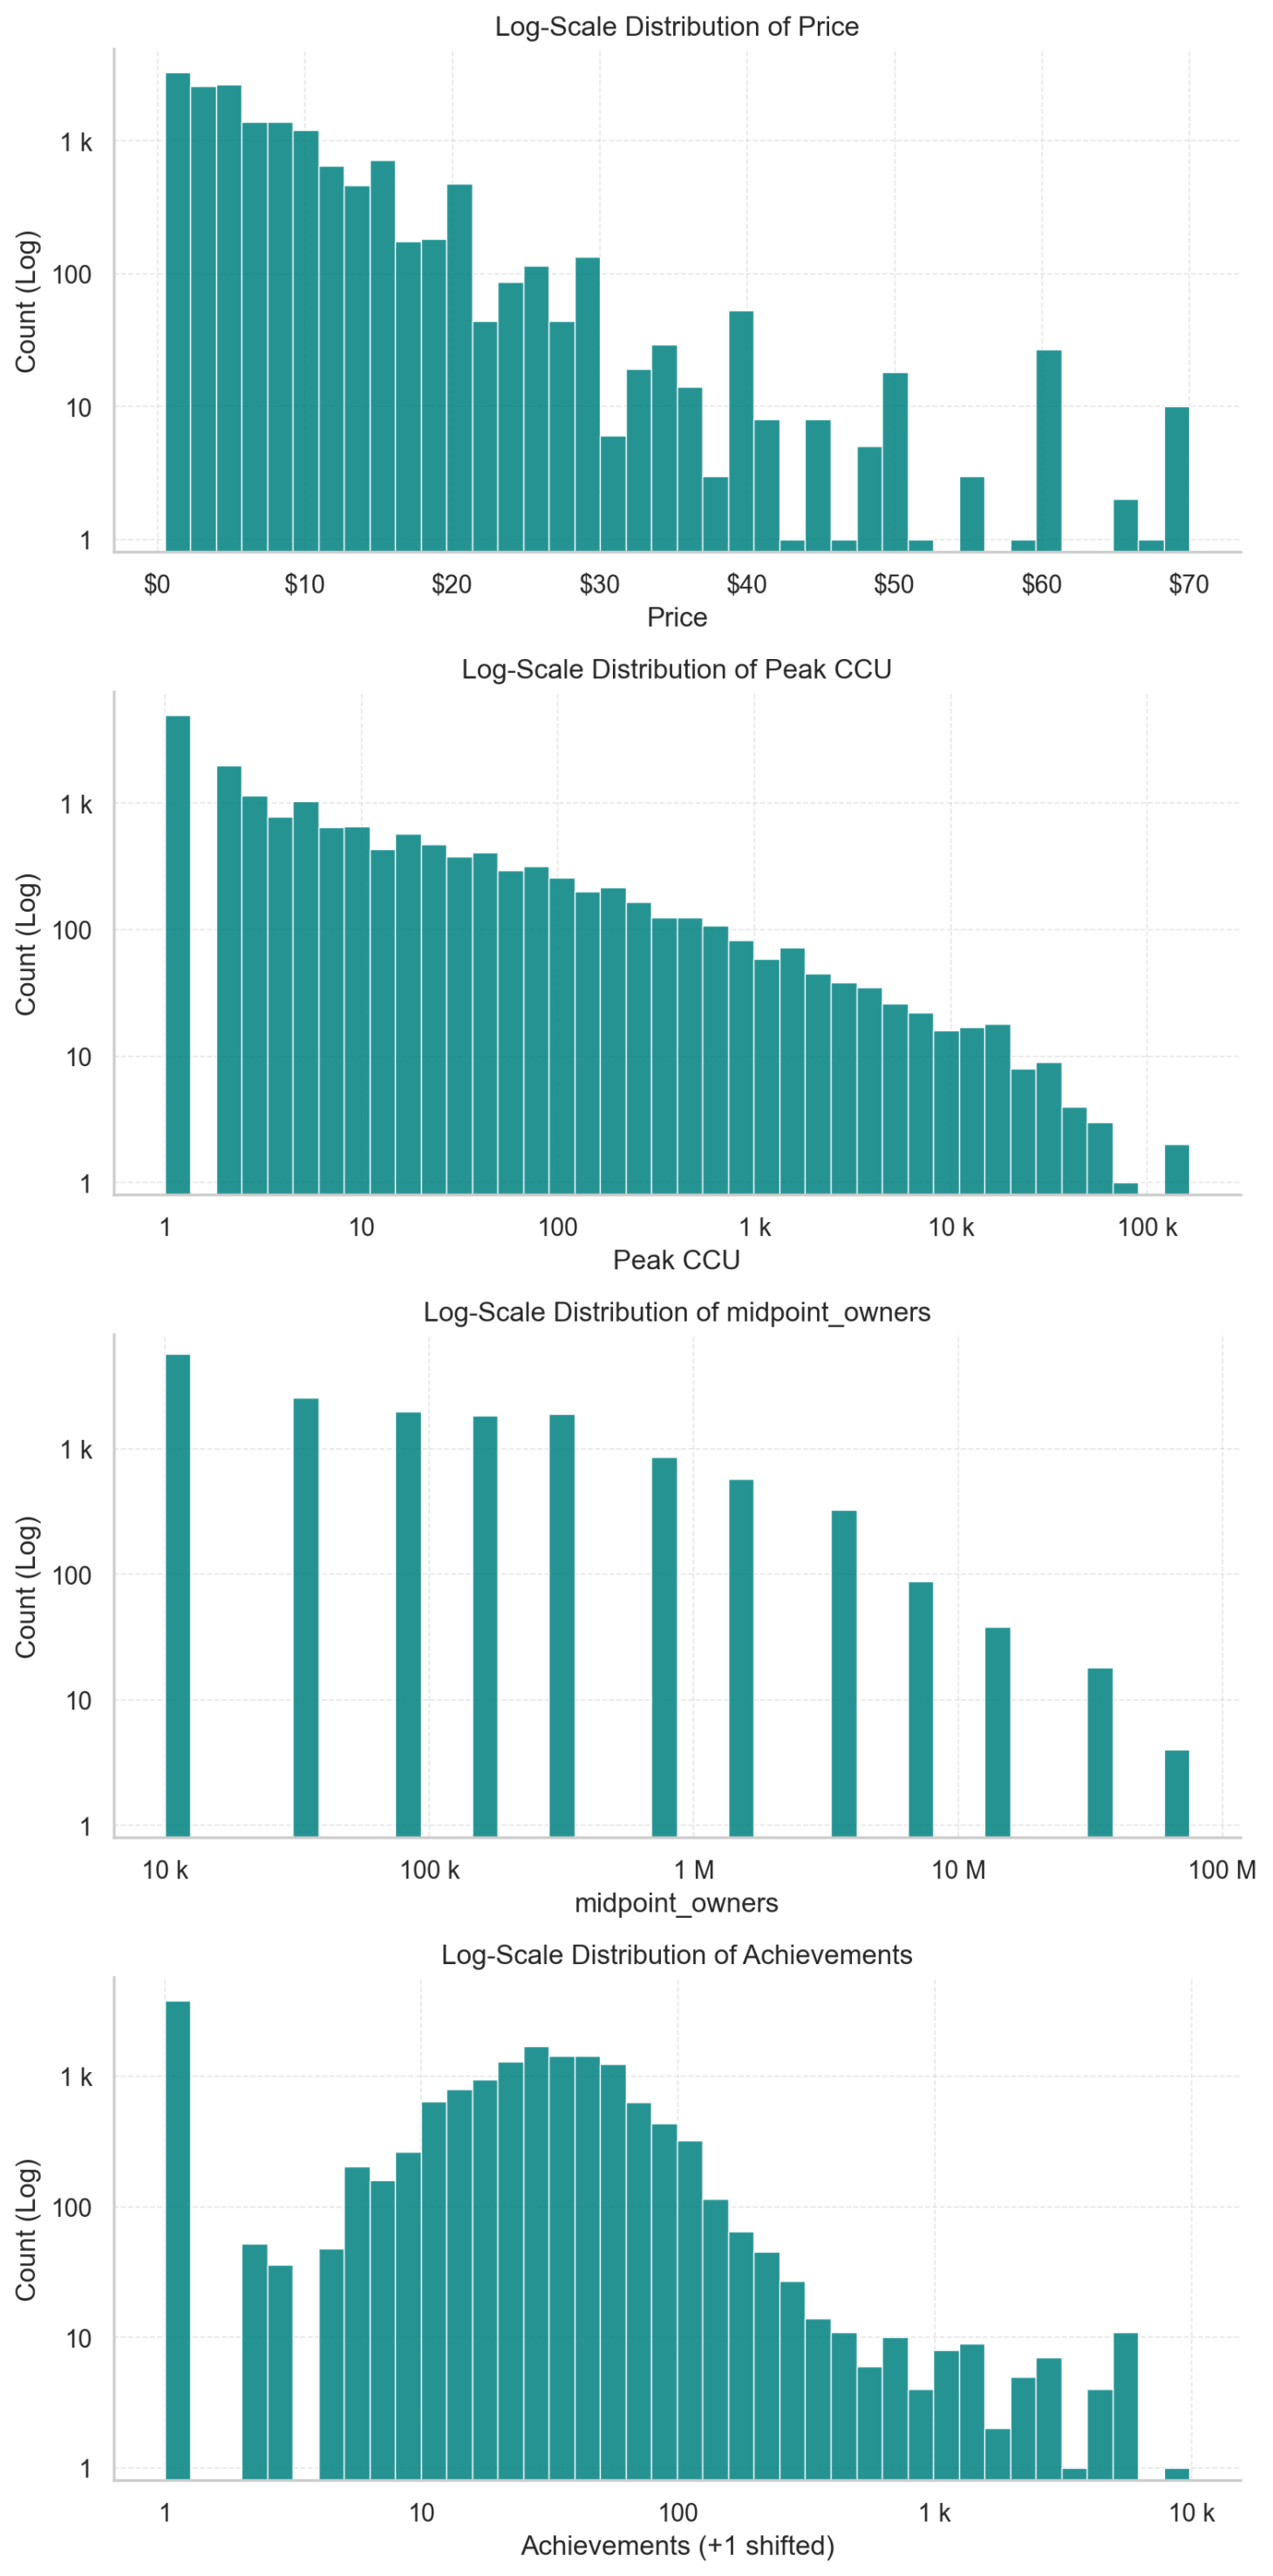 Log-Scale Distribution of Price
Count (Log)
1 k
100
10
1
$0 $10 $20 $30 $40 $50 $60 $70
Price
Log-Scale Distribution of Peak CCU
Count (Log)
1 k
100
10
1
1 10 100 1 k 10 k 100 k
Peak CCU
Log-Scale Distribution of midpoint_owners
Count (Log)
1 k
100
10
1
10 k 100 k 1 M 10 M 100 M
midpoint_owners
Log-Scale Distribution of Achievements
Count (Log)
1 k
100
10
1
1 10 100 1 k 10 k
Achievements (+1 shifted)